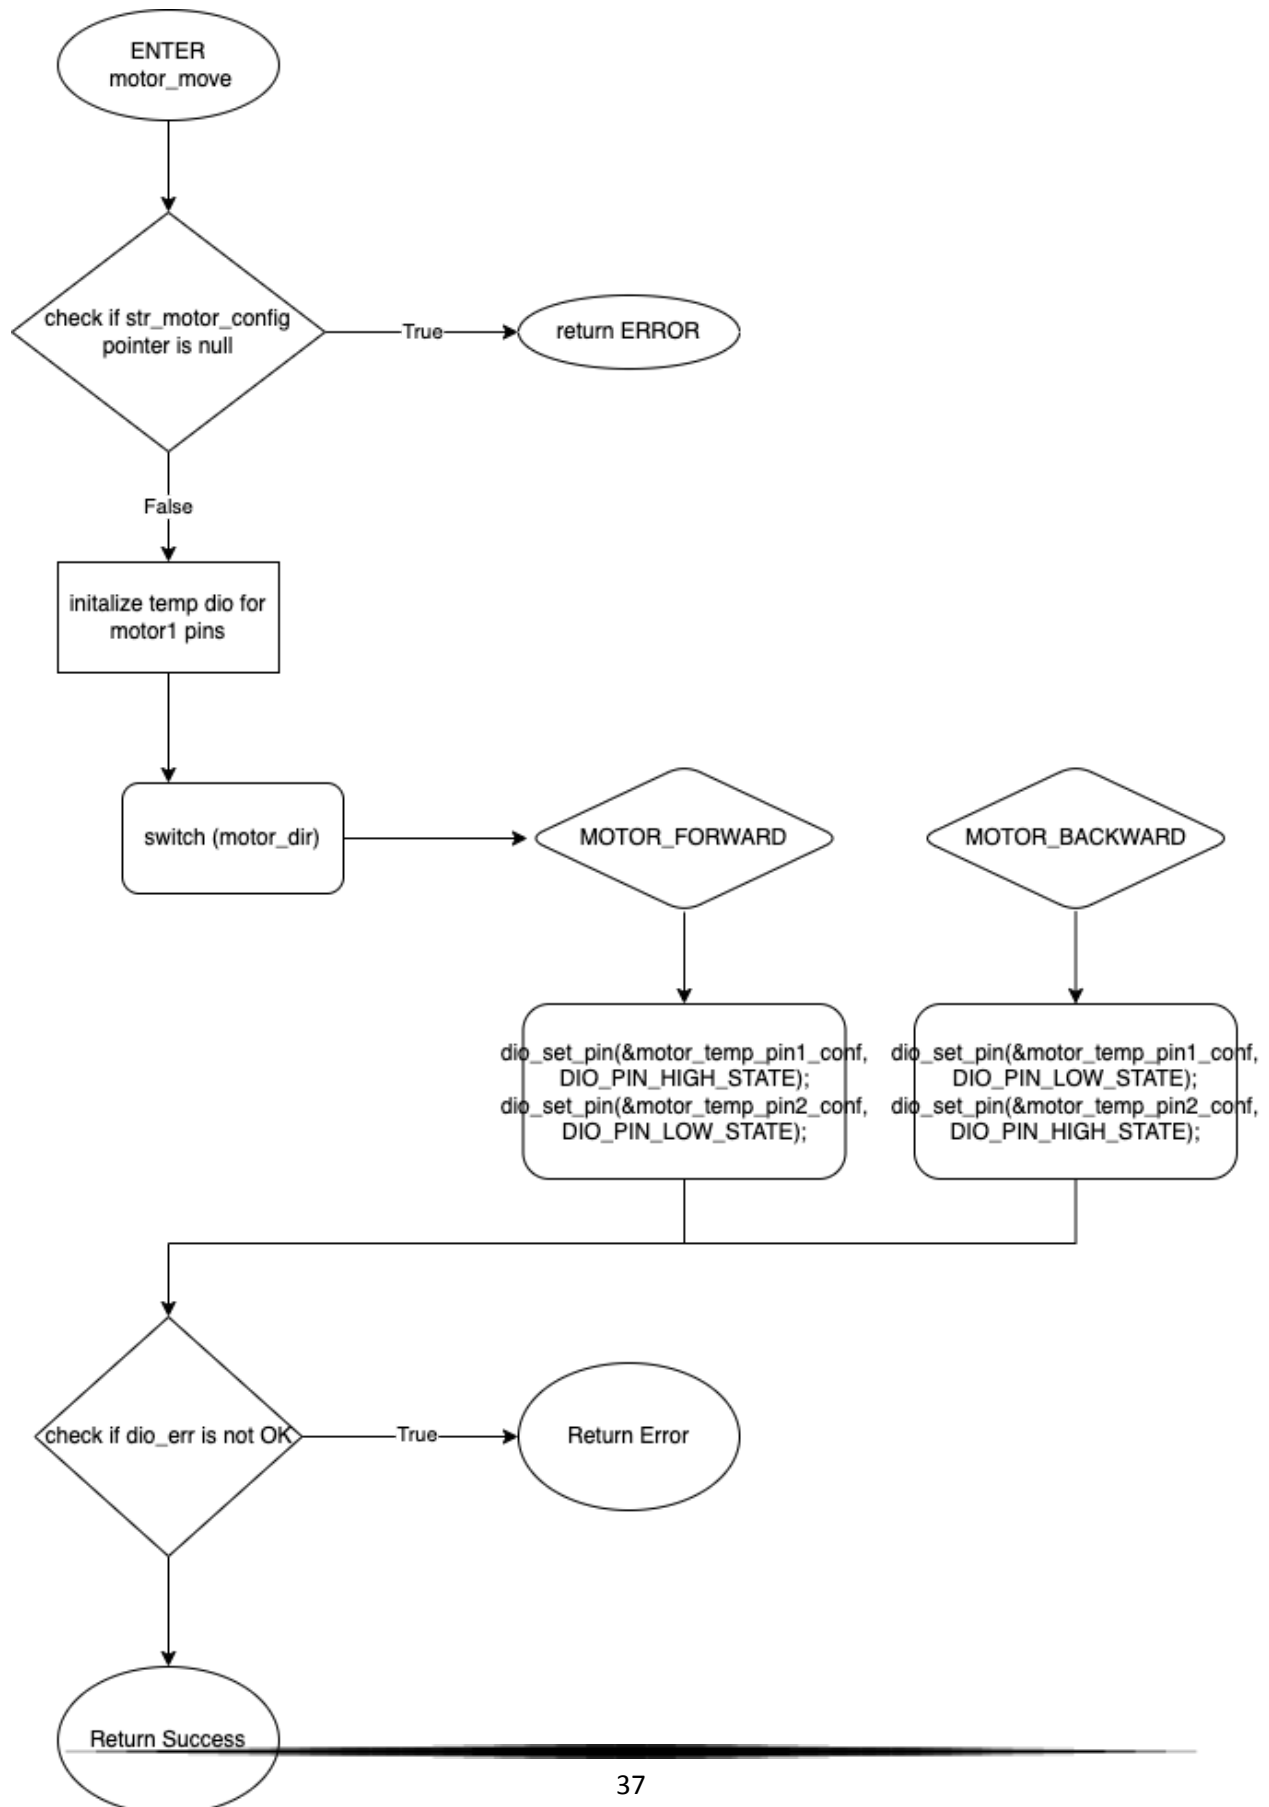 ENTER
motor_move
check if str_motor_config
pointer is null
True
return ERROR
False
initalize temp dio for
motor1 pins
switch (motor_dir)
MOTOR_FORWARD
MOTOR_BACKWARD
dio_set_pin(&motor_temp_pin1_conf,
DIO_PIN_HIGH_STATE);
dio_set_pin(&motor_temp_pin2_conf,
DIO_PIN_LOW_STATE);
dio_set_pin(&motor_temp_pin1_conf,
DIO_PIN_LOW_STATE);
dio_set_pin(&motor_temp_pin2_conf,
DIO_PIN_HIGH_STATE);
check if dio_err is not OK
True
Return Error
Return Success
37